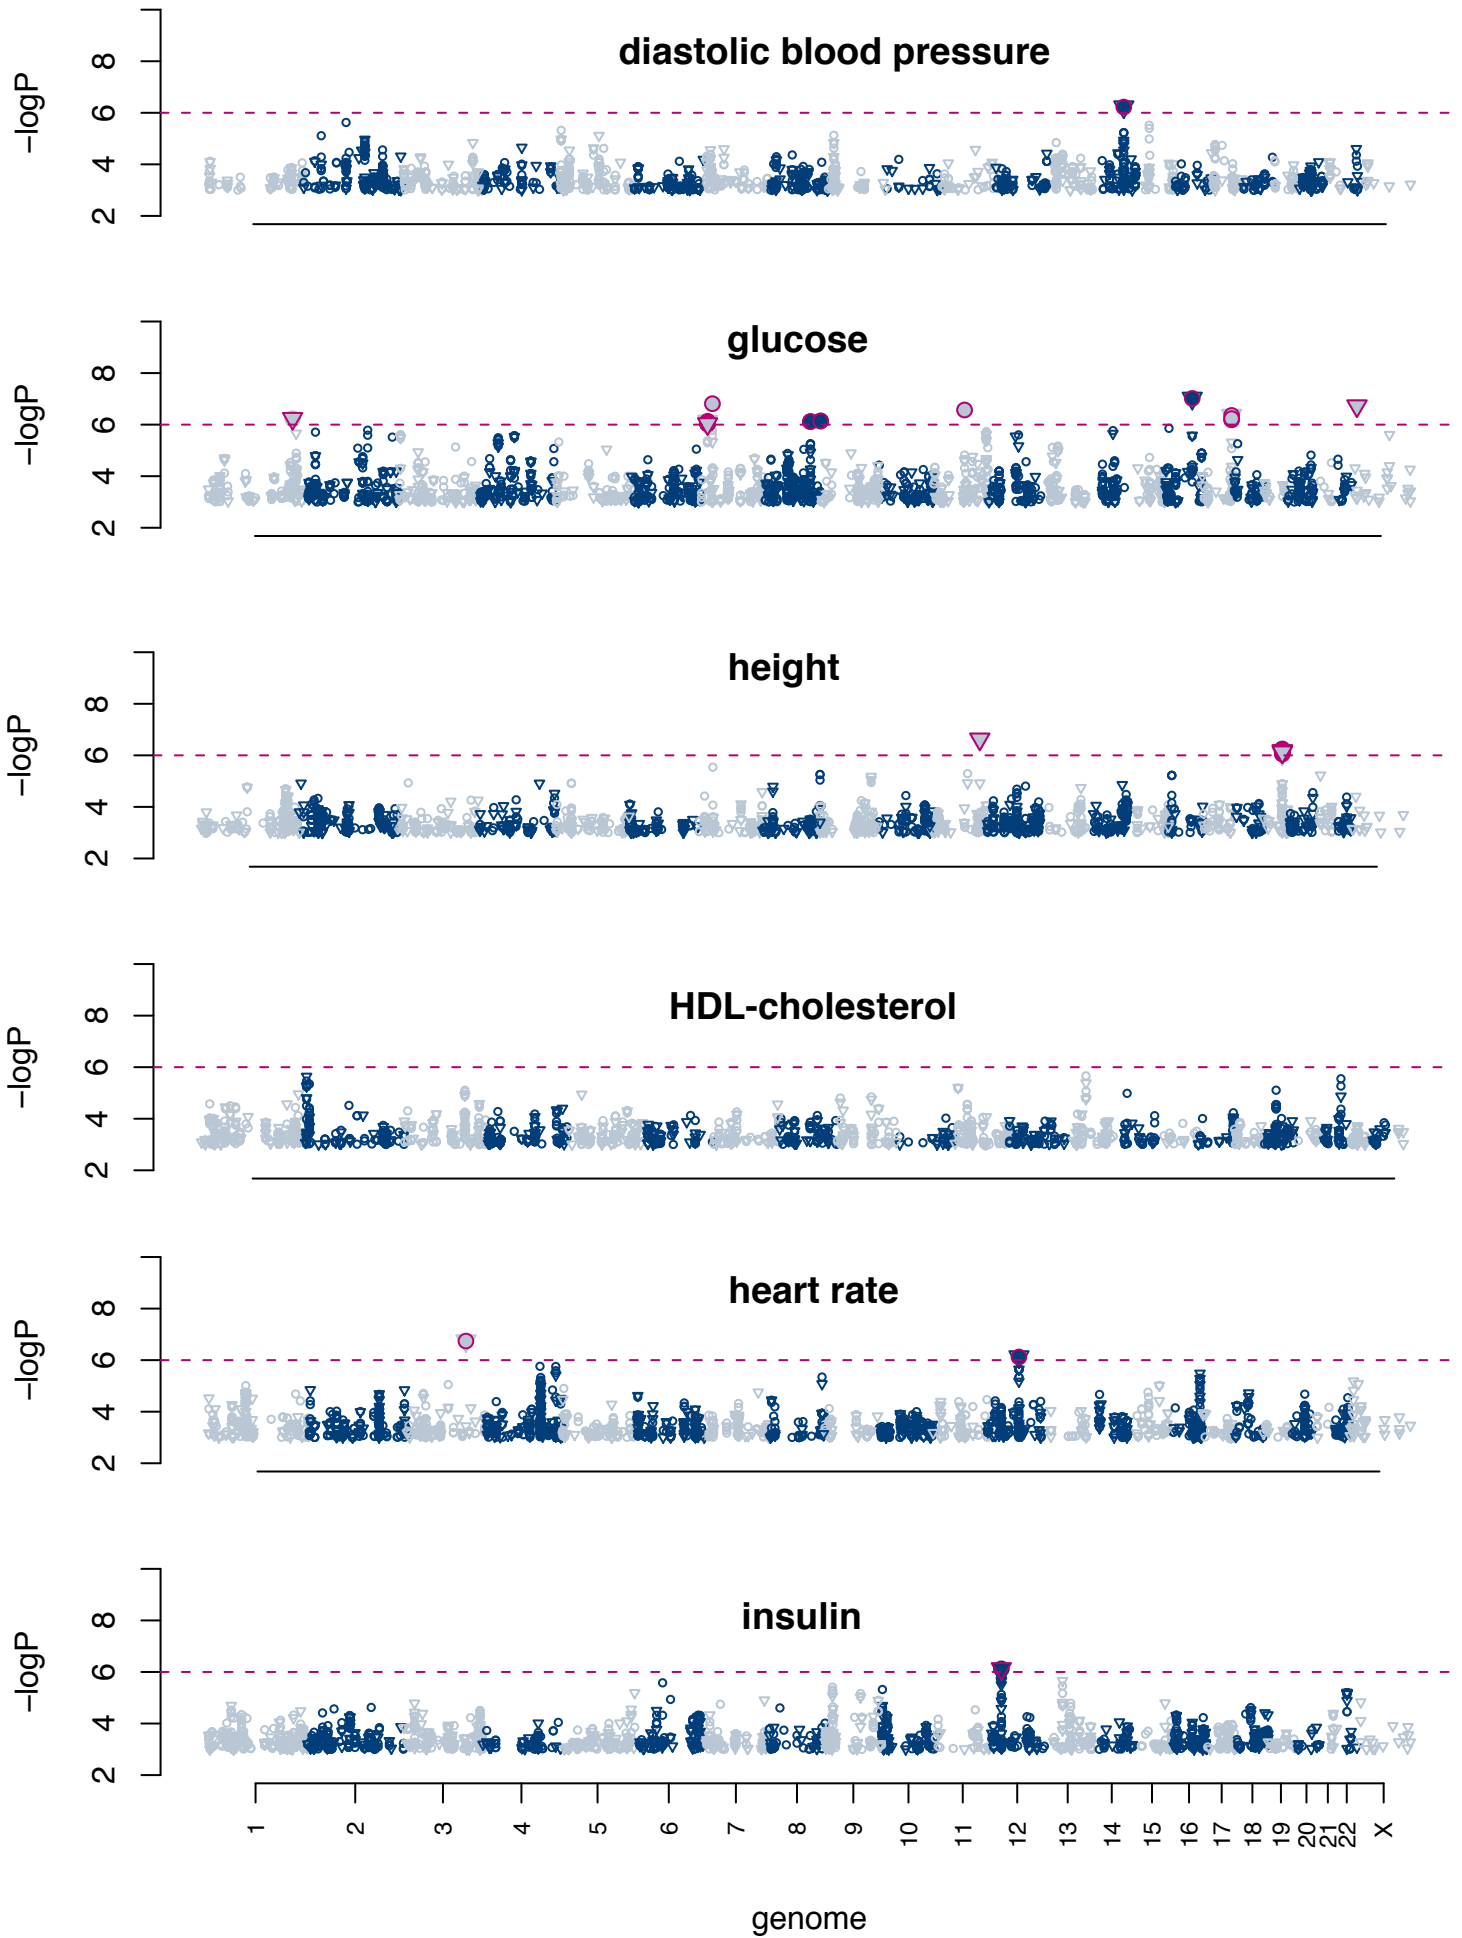 diastolic blood pressure
−logP
2 4 6 8
glucose
−logP
2 4 6 8
height
−logP
2 4 6 8
HDL-cholesterol
−logP
2 4 6 8
heart rate
−logP
2 4 6 8
insulin
−logP
2 4 6 8
1 2 3 4 5 6 7 8 9 10 11 12 13 14 15 16 17 18 19 20 21 22 X
genome